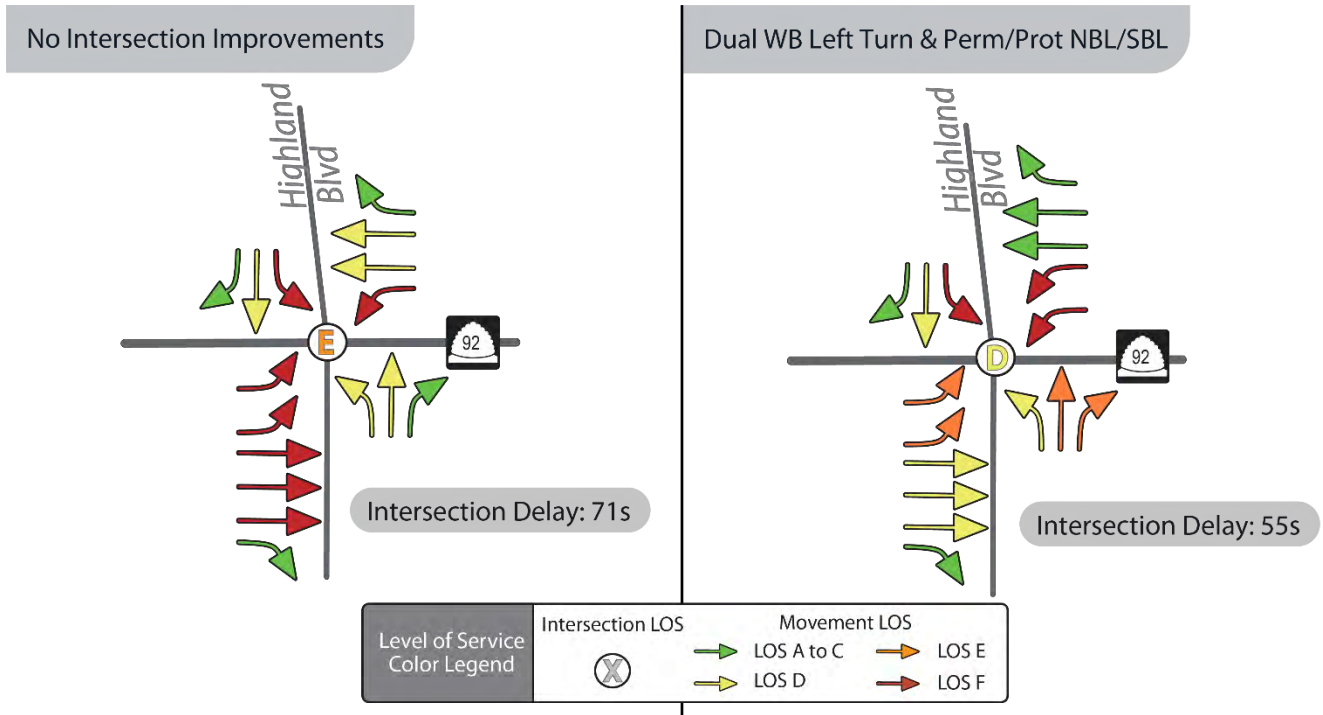 No Intersection Improvements
Highland
Blvd
92
E
Intersection Delay: 71s
Dual WB Left Turn & Perm/Prot NBL/SBL
Highland
Blvd
92
D
Intersection Delay: 55s
Level of Service
Color Legend
Intersection LOS
X
Movement LOS
LOS A to C
LOS E
LOS D
LOS F